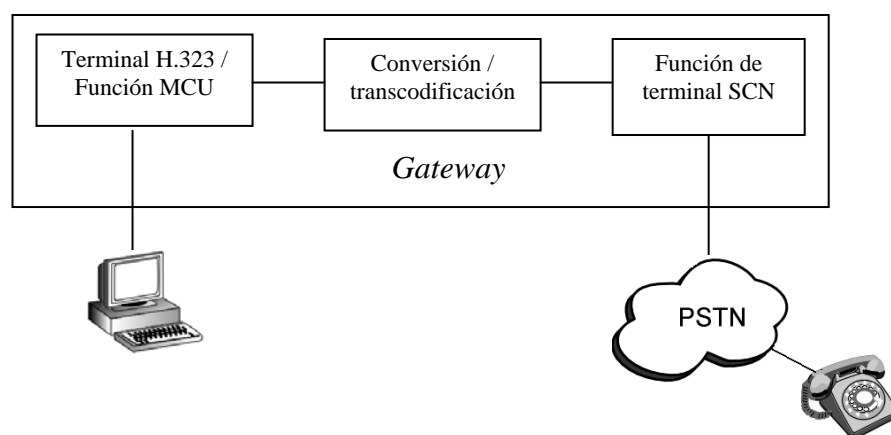 Terminal H.323 /
Función MCU
Conversión /
transcodificación
Función de
terminal SCN
Gateway
PSTN